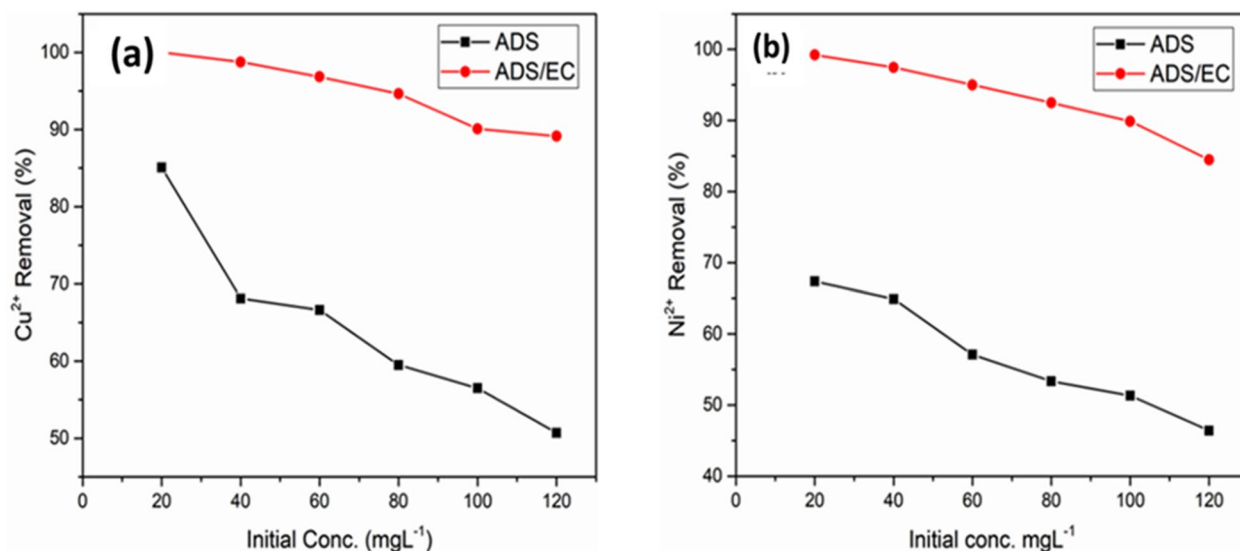 (a)
ADS
ADS/EC
100
90
80
70
60
50
Cu²⁺ Removal (%)
0 20 40 60 80 100 120
Initial Conc. (mgL⁻¹)
(b)
ADS
ADS/EC
100
90
80
70
60
50
40
Ni²⁺ Removal (%)
0 20 40 60 80 100 120
Initial conc. mgL⁻¹